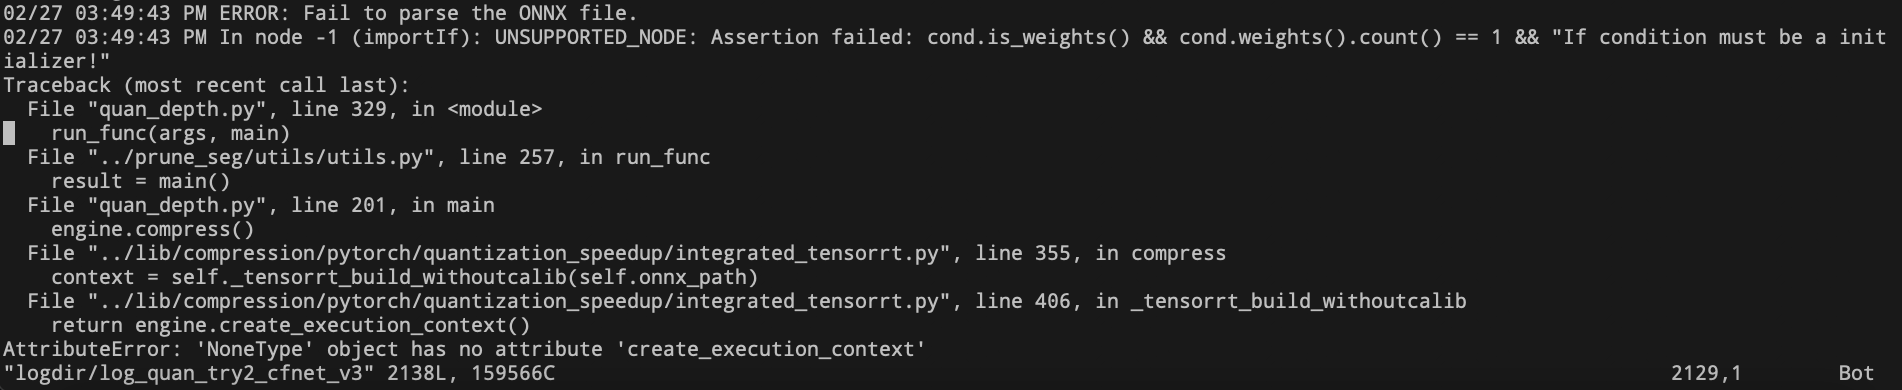 02/27 03:49:43 PM ERROR: Fail to parse the ONNX file.
02/27 03:49:43 PM In node -1 (importIf): UNSUPPORTED_NODE: Assertion failed: cond.is_weights() && cond.weights().count() == 1 && "If condition must be a init
ializer!"
Traceback (most recent call last):
  File "quan_depth.py", line 329, in <module>
    run_func(args, main)
  File "../prune_seg/utils/utils.py", line 257, in run_func
    result = main()
  File "quan_depth.py", line 201, in main
    engine.compress()
  File "../lib/compression/pytorch/quantization_speedup/integrated_tensorrt.py", line 355, in compress
    context = self._tensorrt_build_withoutcalib(self.onnx_path)
  File "../lib/compression/pytorch/quantization_speedup/integrated_tensorrt.py", line 406, in _tensorrt_build_withoutcalib
    return engine.create_execution_context()
AttributeError: 'NoneType' object has no attribute 'create_execution_context'
"logdir/log_quan_try2_cfnet_v3" 2138L, 159566C 2129,1 Bot